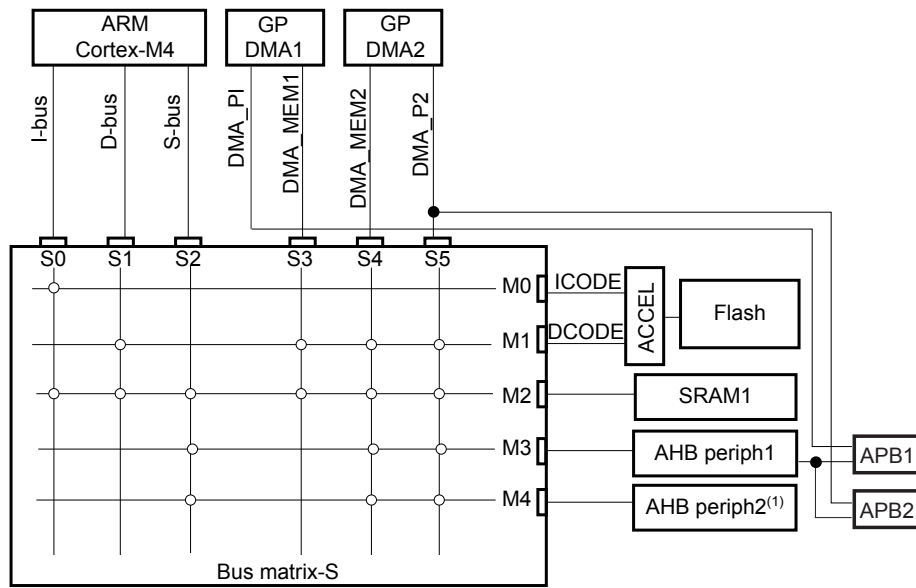 ARM
Cortex-M4
GP
DMA1
GP
DMA2
I-bus
D-bus
S-bus
DMA_PI
DMA_MEM1
DMA_MEM2
DMA_P2
S0
S1
S2
S3
S4
S5
M0
ICODE
M1
DCODE
ACCEL
Flash
M2
SRAM1
M3
AHB periph1
APB1
M4
AHB periph2(1)
APB2
Bus matrix-S